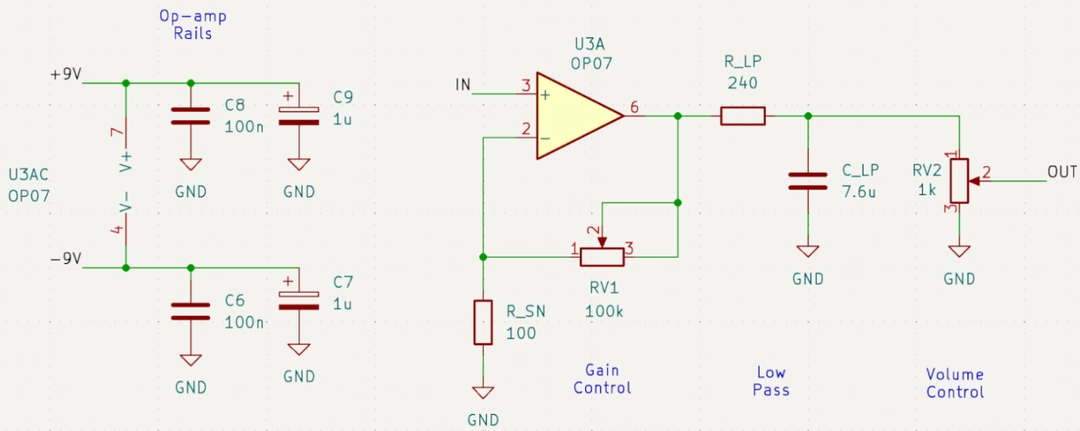 Op-amp
Rails
+9V
7
V+
C8
100n
+
C9
1u
GND
GND
U3AC
OP07
V-
4
-9V
C6
100n
+
C7
1u
GND
GND
U3A
OP07
IN
3
+
2
-
6
R_LP
240
C_LP
7.6u
GND
RV2
1k
1
2
3
OUT
GND
1
2
3
RV1
100k
R_SN
100
GND
Gain
Control
Low
Pass
Volume
Control